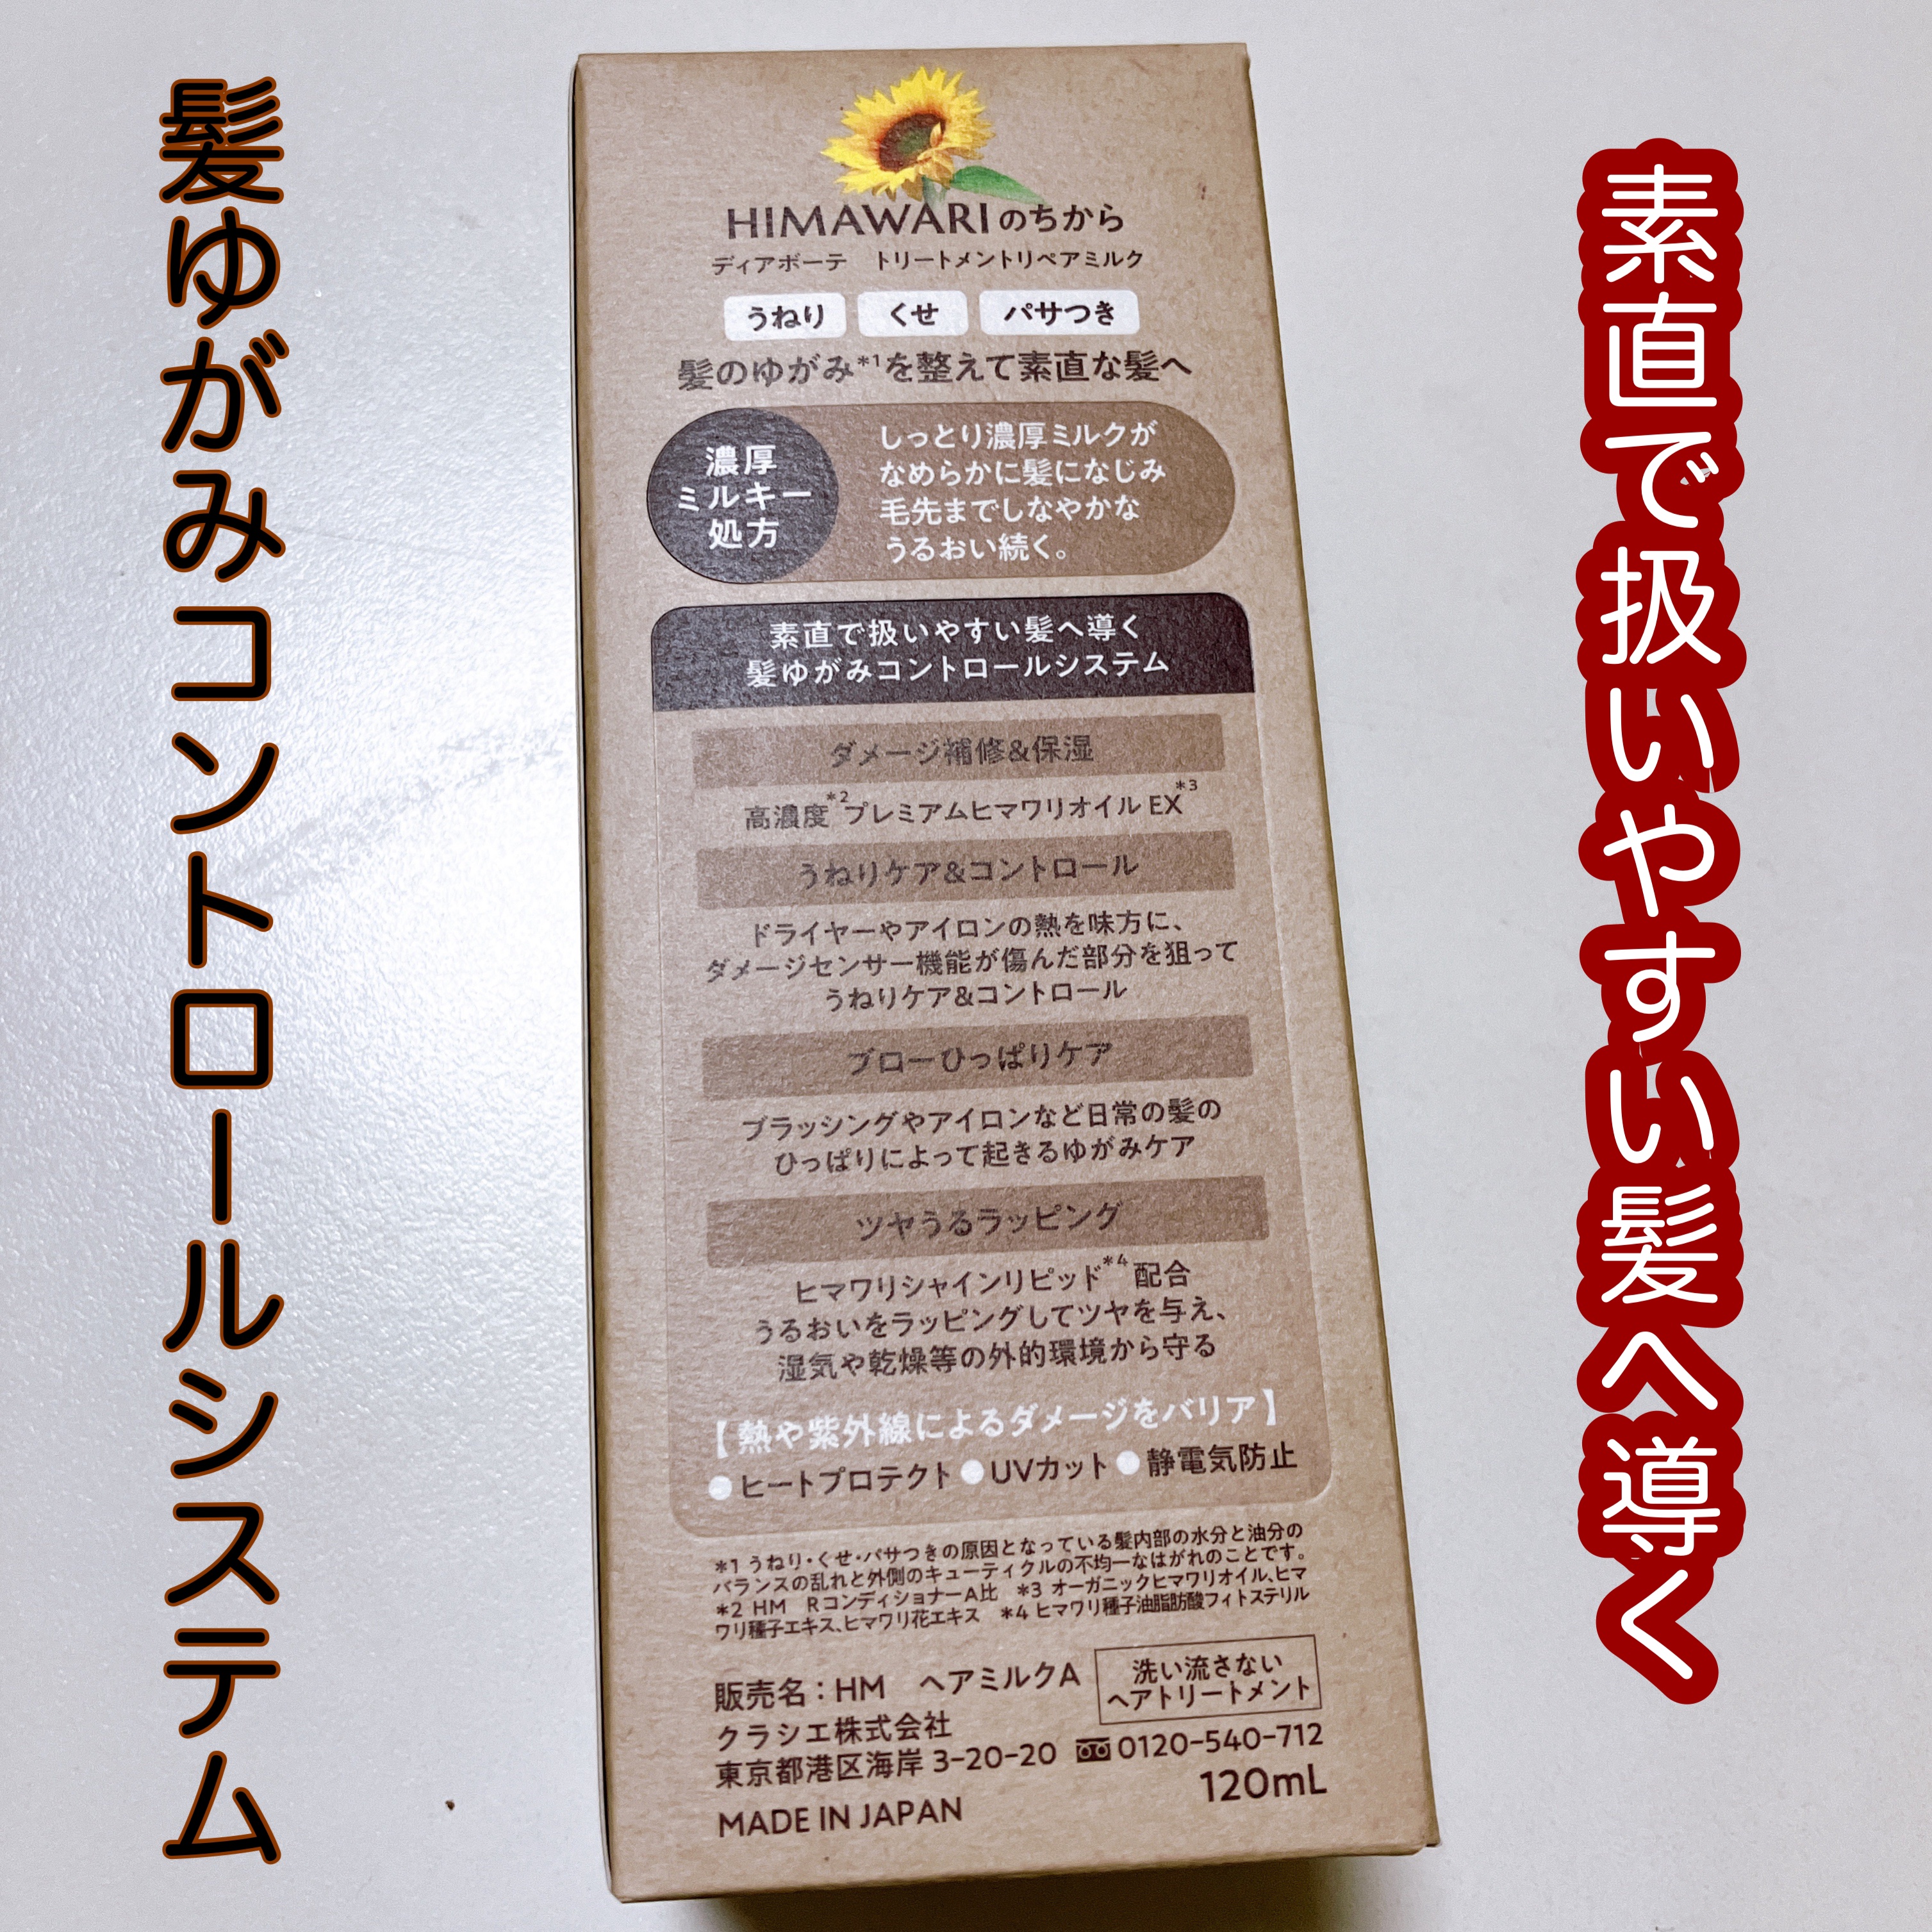 素直で扱いやすい髪へ導く
髪ゆがみコントロールシステム
HIMAWARIのちから
ディアボーテ トリートメントリペアミルク
うねり くせ パサつき
髪のゆがみ*1を整えて素直な髪へ
濃厚
ミルキー
処方
しっとり濃厚ミルクが
なめらかに髪になじみ
毛先までしなやかな
うるおい続く。
素直で扱いやすい髪へ導く
髪ゆがみコントロールシステム
ダメージ補修&保湿
高濃度*2プレミアムヒマワリオイルEX*3
うねりケア&コントロール
ドライヤーやアイロンの熱を味方に、
ダメージセンサー機能が傷んだ部分を狙って
うねりケア&コントロール
ブローひっぱりケア
ブラッシングやアイロンなど日常の髪の
ひっぱりによって起きるゆがみケア
ツヤうるラッピング
ヒマワリシャインリピッド*4配合
うるおいをラッピングしてツヤを与え、
湿気や乾燥等の外的環境から守る
【熱や紫外線によるダメージをバリア】
●ヒートプロテクト●UVカット●静電気防止
*1 うねり・くせ・パサつきの原因となっている髪内部の水分と油分の
バランスの乱れと外側のキューティクルの不均一なはがれのことです。
*2 HM RコンディショナーA比 *3 オーガニックヒマワリオイル、ヒマ
ワリ種子エキス、ヒマワリ花エキス *4 ヒマワリ種子油脂肪酸フィトステリル
販売名：HM ヘアミルクA
洗い流さない
ヘアトリートメント
クラシエ株式会社
東京都港区海岸 3-20-20 0120-540-712
120mL
MADE IN JAPAN